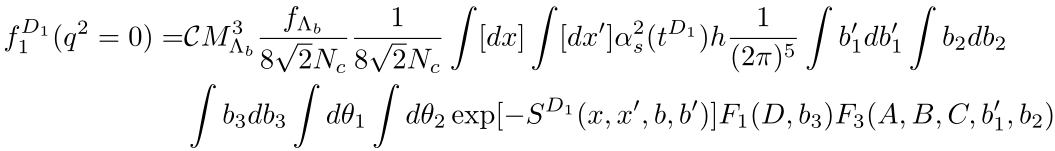 $f_1^{D_1}(q^2 = 0) = \mathcal{C} M_{\Lambda_b}^3 \frac{f_{\Lambda_b}}{8\sqrt{2}N_c} \frac{1}{8\sqrt{2}N_c} \int [dx] \int [dx'] \alpha_s^2(t^{D_1}) h \frac{1}{(2\pi)^5} \int b_1' db_1' \int b_2 db_2$
$\int b_3 db_3 \int d\theta_1 \int d\theta_2 \exp[-S^{D_1}(x, x', b, b')] F_1(D, b_3) F_3(A, B, C, b_1', b_2)$